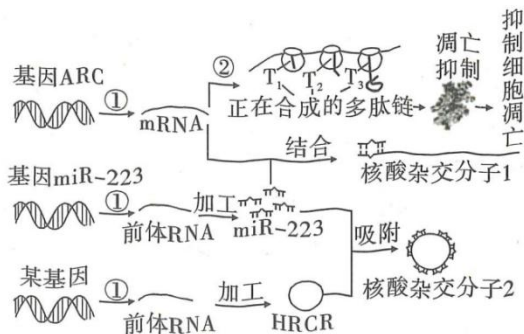 基因ARC
①
mRNA
②
T₁ T₂ T₃
正在合成的多肽链
凋亡
抑制
抑制细胞凋亡
结合
核酸杂交分子1
基因miR-223
①
前体RNA
加工
miR-223
吸附
核酸杂交分子2
某基因
①
前体RNA
加工
HRCR